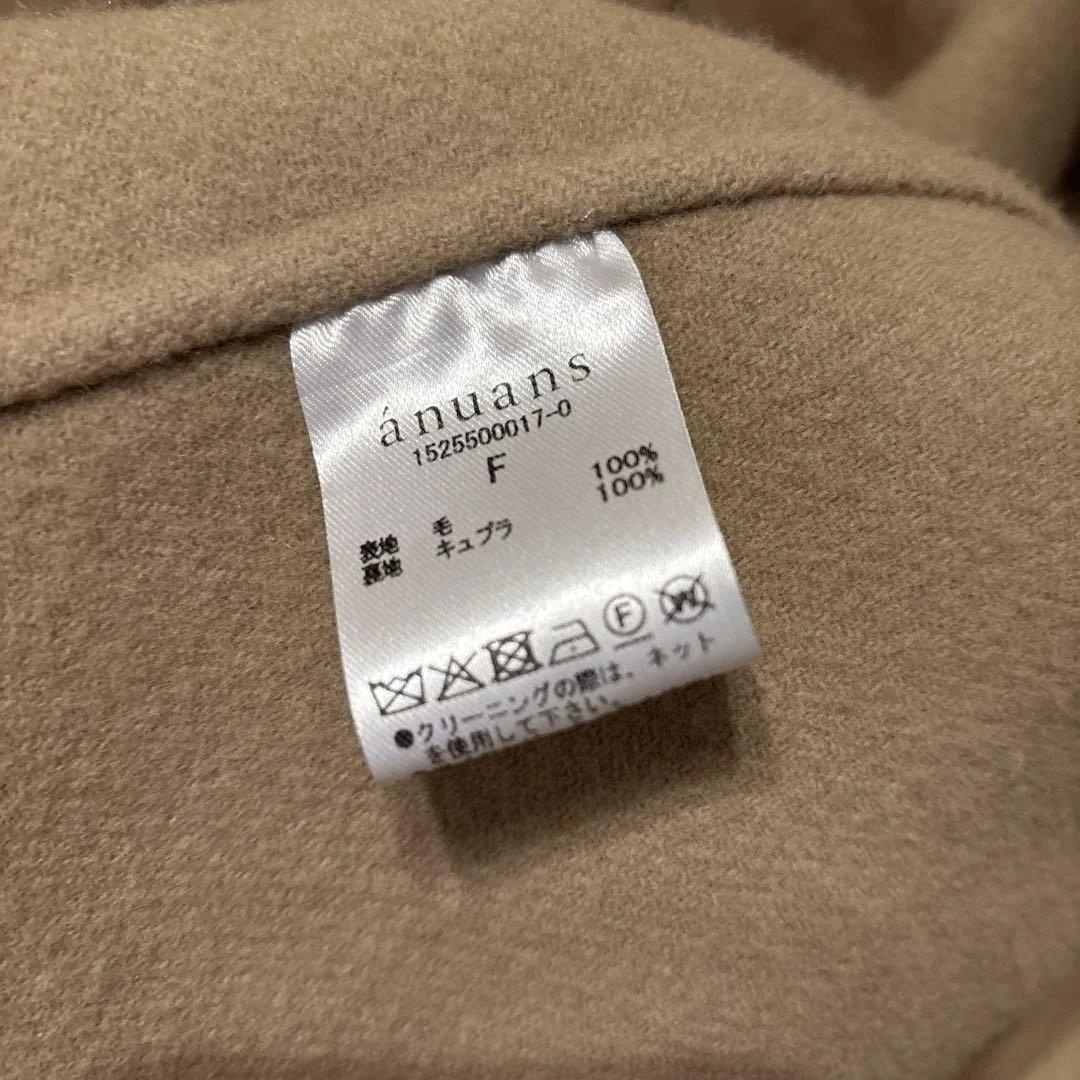 ánuans
1525500017-0
F
表地 毛 100%
裏地 キュプラ 100%
F W
●クリーニングの際は、ネット
を使用して下さい。